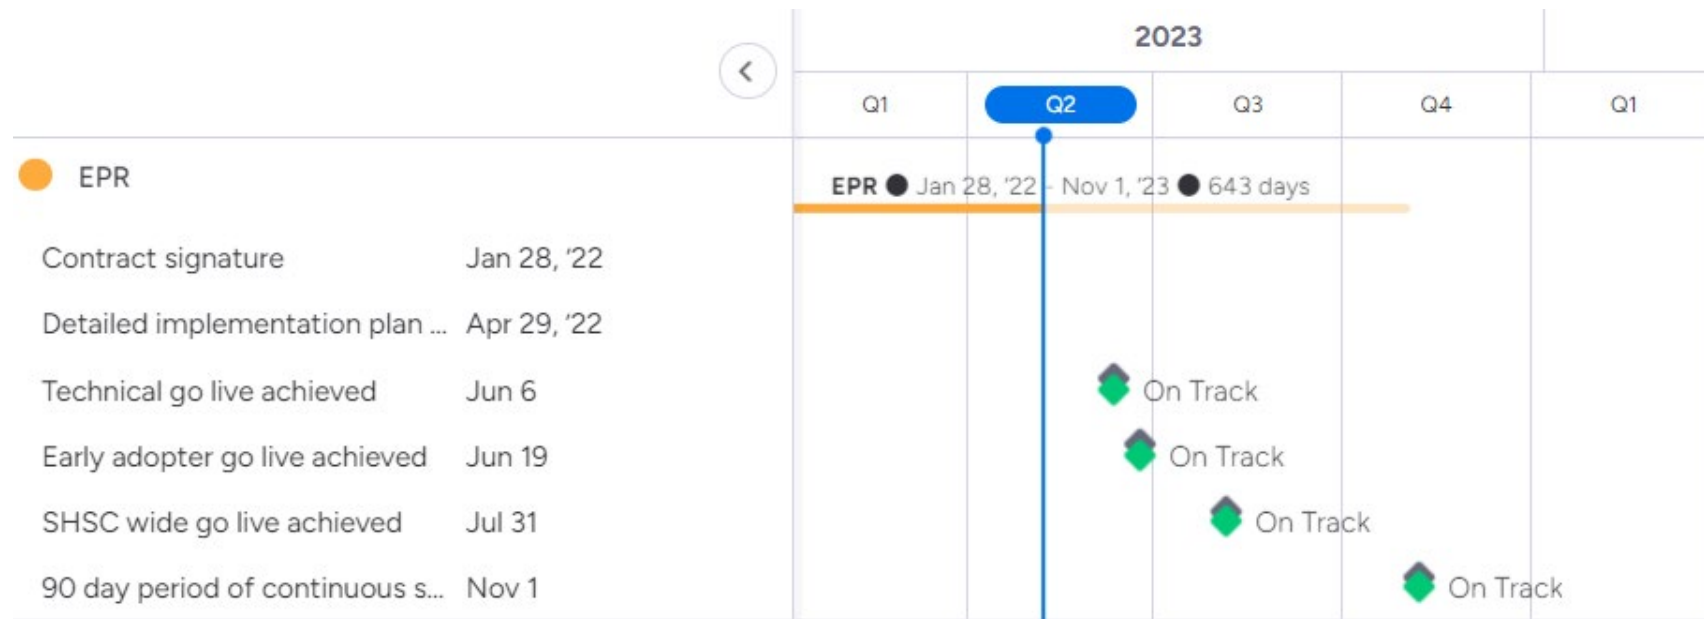 2023
Q1 Q2 Q3 Q4 Q1
EPR
EPR ● Jan 28, '22 - Nov 1, '23 ● 643 days
Contract signature Jan 28, '22
Detailed implementation plan ... Apr 29, '22
Technical go live achieved Jun 6 On Track
Early adopter go live achieved Jun 19 On Track
SHSC wide go live achieved Jul 31 On Track
90 day period of continuous s... Nov 1 On Track